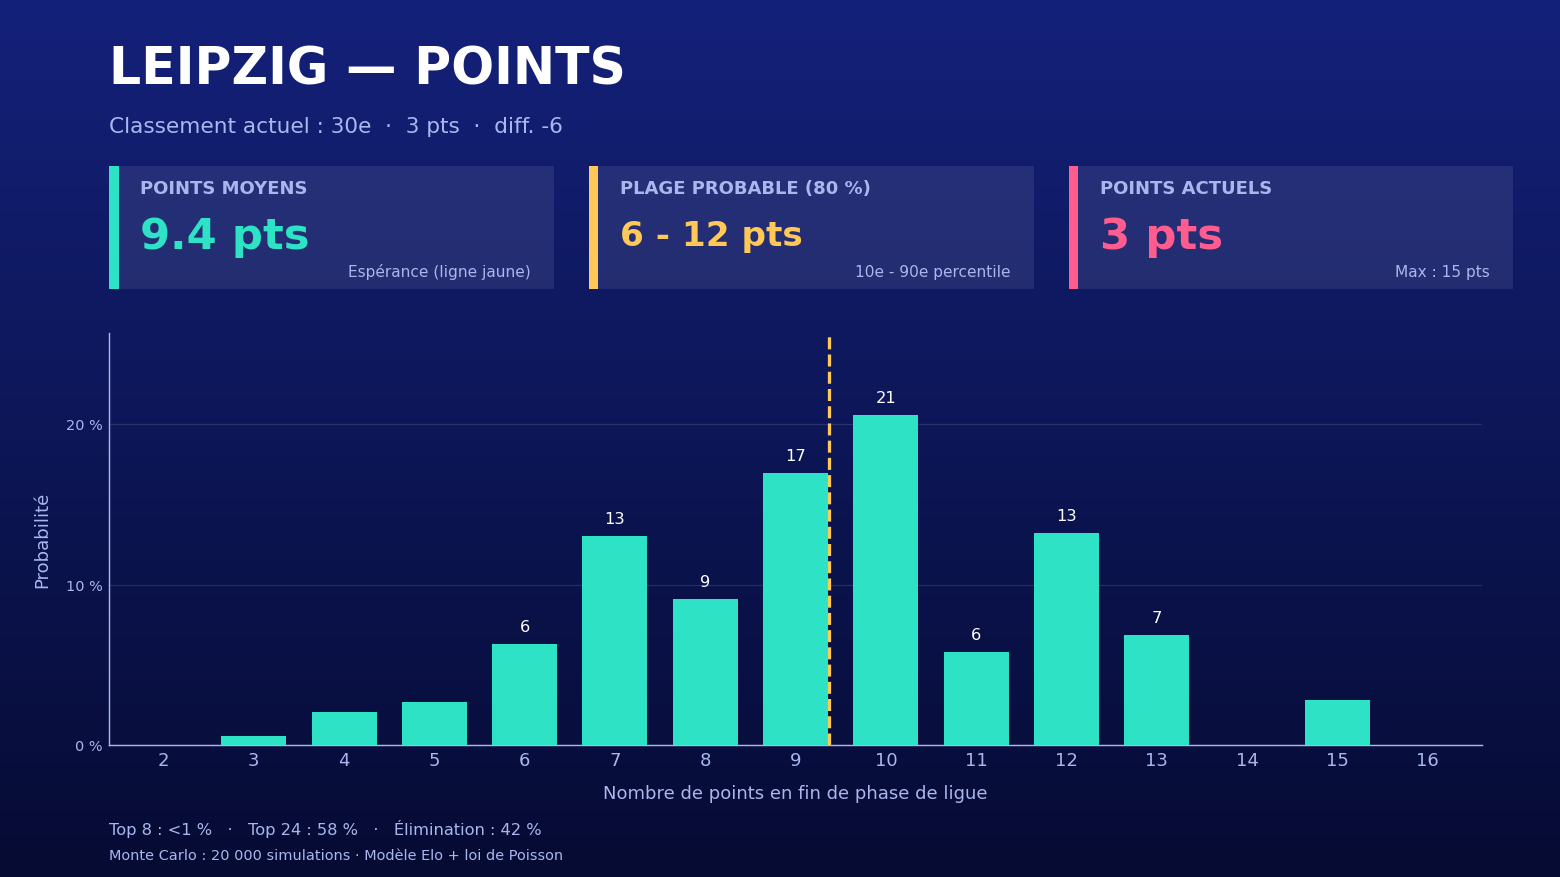 LEIPZIG — POINTS
Classement actuel : 30e · 3 pts · diff. -6
POINTS MOYENS
9.4 pts
Espérance (ligne jaune)
PLAGE PROBABLE (80 %)
6 - 12 pts
10e - 90e percentile
POINTS ACTUELS
3 pts
Max : 15 pts
Probabilité
20 %
10 %
0 %
6
13
9
17
21
6
13
7
2 3 4 5 6 7 8 9 10 11 12 13 14 15 16
Nombre de points en fin de phase de ligue
Top 8 : <1 % · Top 24 : 58 % · Élimination : 42 %
Monte Carlo : 20 000 simulations · Modèle Elo + loi de Poisson